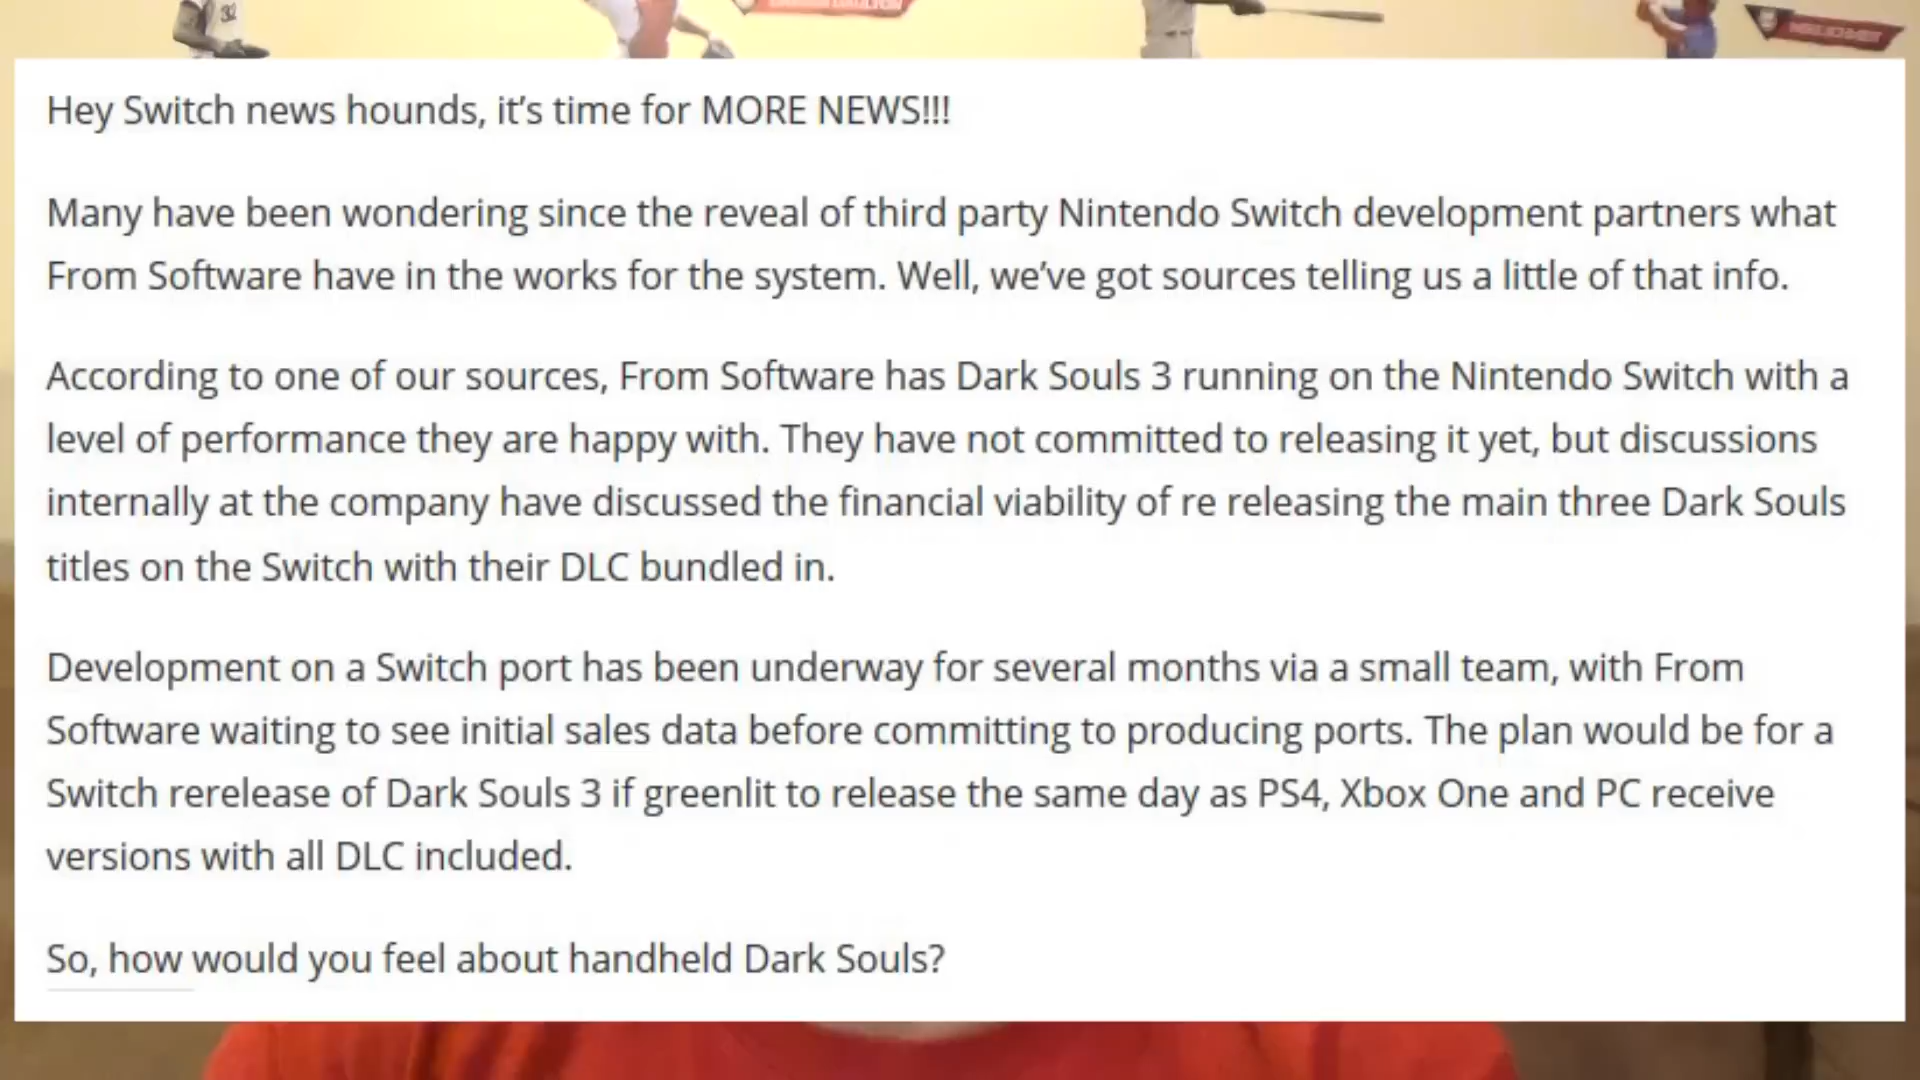 Hey Switch news hounds, it’s time for MORE NEWS!!!
Many have been wondering since the reveal of third party Nintendo Switch development partners what
From Software have in the works for the system. Well, we’ve got sources telling us a little of that info.
According to one of our sources, From Software has Dark Souls 3 running on the Nintendo Switch with a
level of performance they are happy with. They have not committed to releasing it yet, but discussions
internally at the company have discussed the financial viability of re releasing the main three Dark Souls
titles on the Switch with their DLC bundled in.
Development on a Switch port has been underway for several months via a small team, with From
Software waiting to see initial sales data before committing to producing ports. The plan would be for a
Switch rerelease of Dark Souls 3 if greenlit to release the same day as PS4, Xbox One and PC receive
versions with all DLC included.
So, how would you feel about handheld Dark Souls?